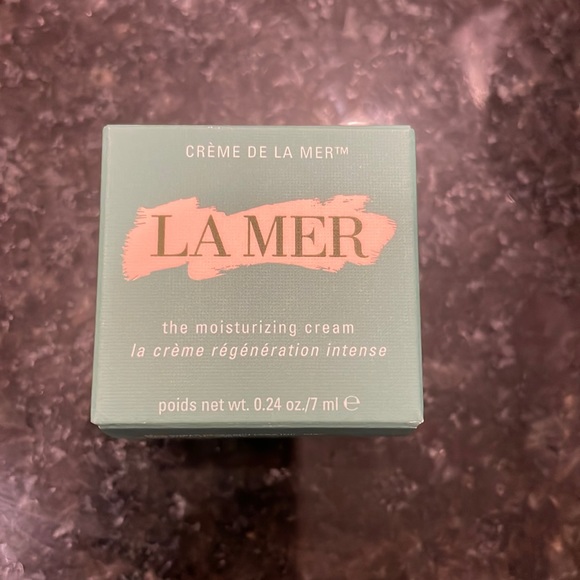 CRÈME DE LA MER™
LA MER
the moisturizing cream
la crème régénération intense
poids net wt. 0.24 oz./7 ml ℮